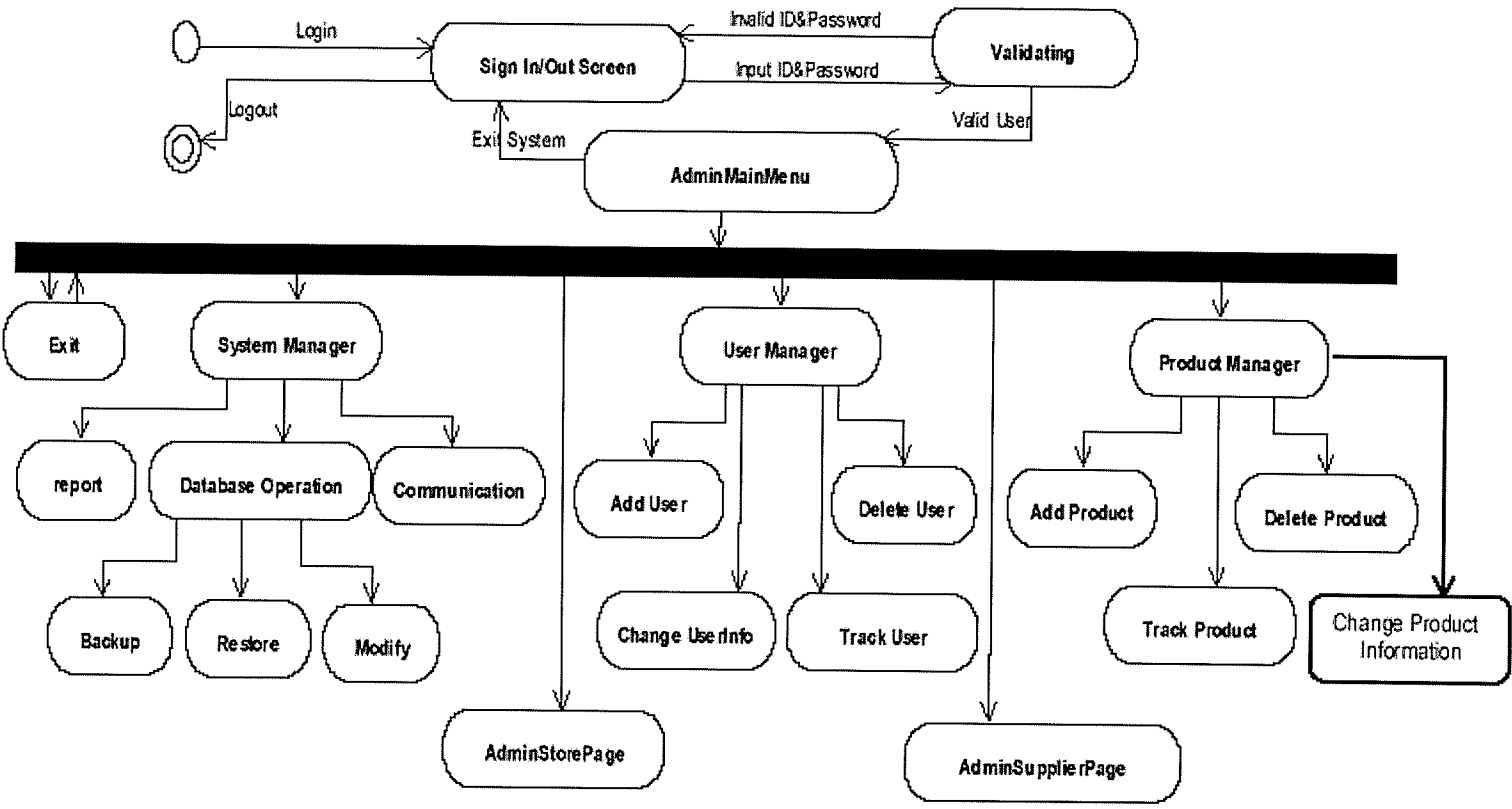 Login
Invalid ID&Password
Sign In/Out Screen
Validating
Input ID&Password
Logout
Exit System
Valid User
AdminMainMenu
Exit
System Manager
User Manager
Product Manager
report
Database Operation
Communication
Add User
Delete User
Add Product
Delete Product
Backup
Restore
Modify
Change UserInfo
Track User
Track Product
Change Product
Information
AdminStorePage
AdminSupplierPage